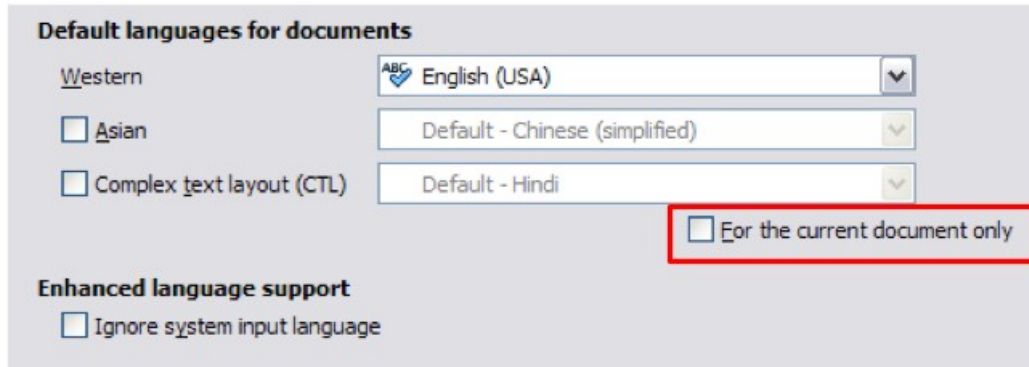 Default languages for documents
Western ABC English (USA)
Asian Default - Chinese (simplified)
Complex text layout (CTL) Default - Hindi
For the current document only
Enhanced language support
Ignore system input language